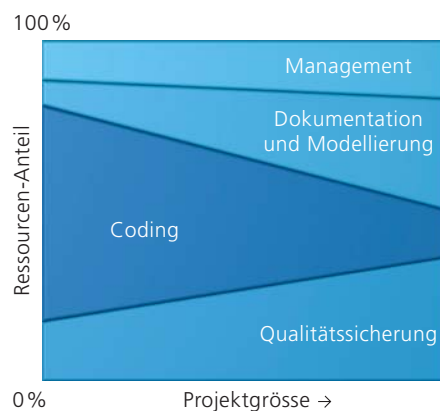 100 %
Management
Dokumentation
und Modellierung
Ressourcen-Anteil
Coding
Qualitätssicherung
0 %
Projektgrösse →